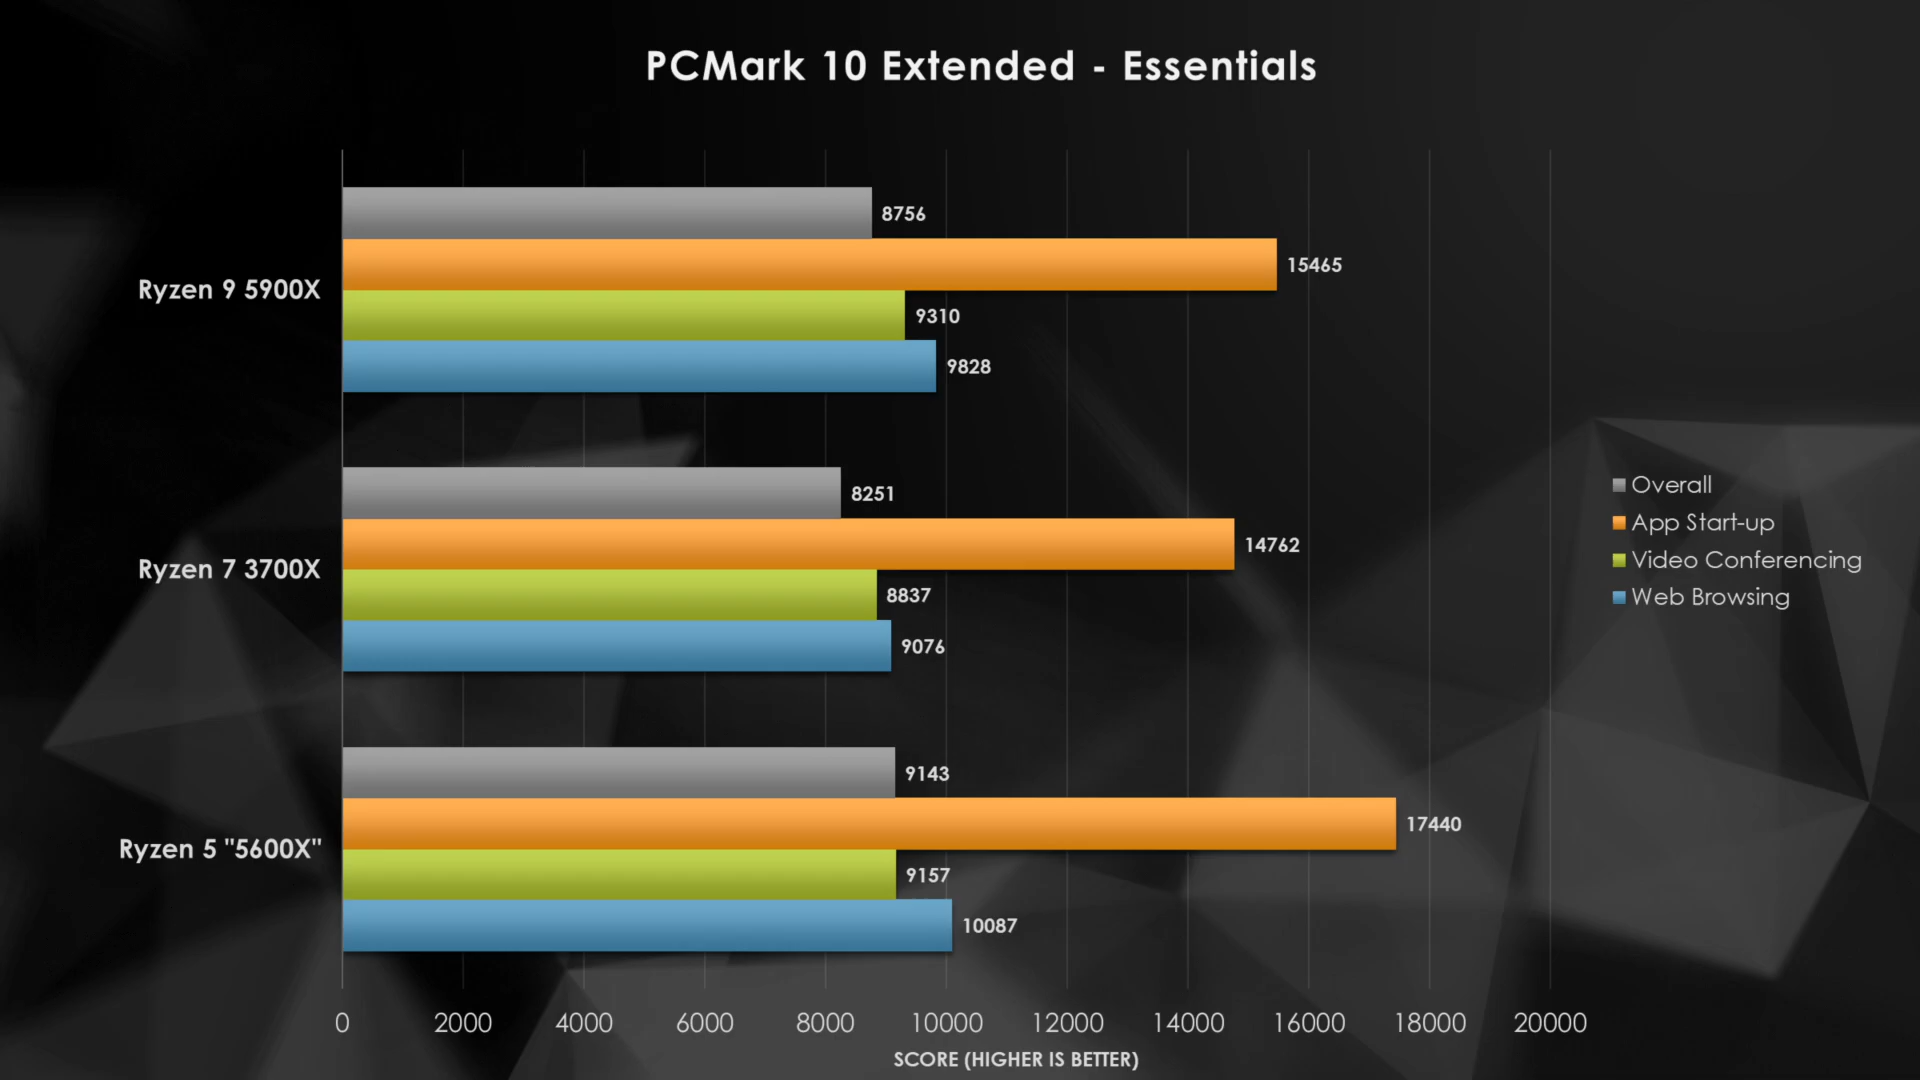 PCMark 10 Extended - Essentials
Ryzen 9 5900X
8756
15465
9310
9828
Ryzen 7 3700X
8251
14762
8837
9076
Ryzen 5 "5600X"
9143
17440
9157
10087
Overall
App Start-up
Video Conferencing
Web Browsing
0 2000 4000 6000 8000 10000 12000 14000 16000 18000 20000
SCORE (HIGHER IS BETTER)